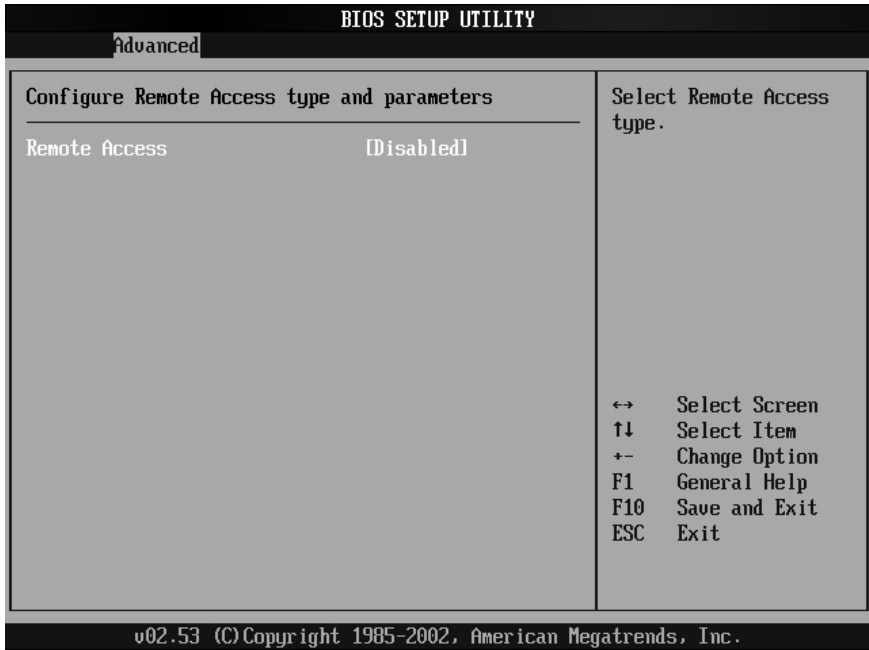 BIOS SETUP UTILITY
Advanced
Configure Remote Access type and parameters
Remote Access [Disabled]
Select Remote Access
type.
←→ Select Screen
↑↓ Select Item
+- Change Option
F1 General Help
F10 Save and Exit
ESC Exit
v02.53 (C)Copyright 1985-2002, American Megatrends, Inc.